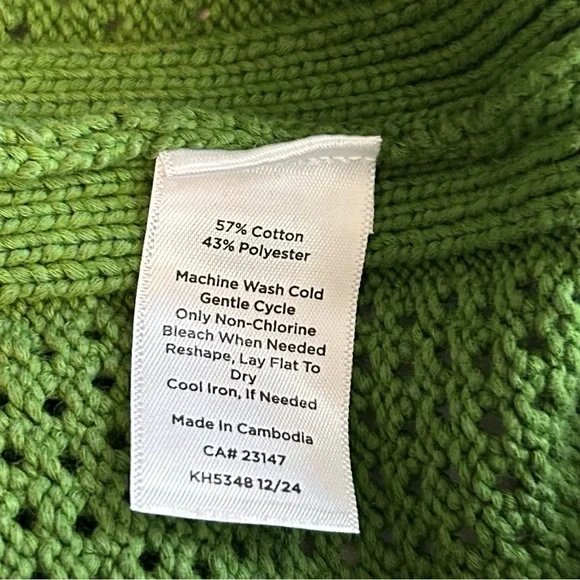 57% Cotton
43% Polyester
Machine Wash Cold
Gentle Cycle
Only Non-Chlorine
Bleach When Needed
Reshape, Lay Flat To
Dry
Cool Iron, If Needed
Made In Cambodia
CA# 23147
KH5348 12/24